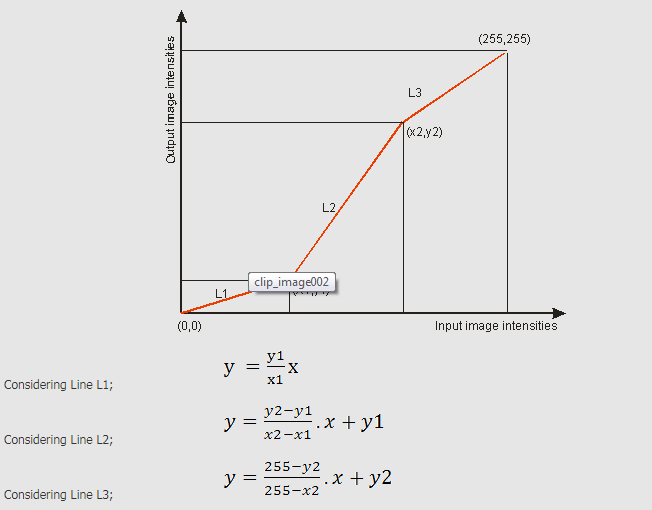 Output image intensities
(255,255)
L3
(x2,y2)
L2
clip_image002
L1
(0,0)
Input image intensities
Considering Line L1;
y = y1/x1 x
Considering Line L2;
y = y2−y1/x2−x1 .x + y1
Considering Line L3;
y = 255−y2/255−x2 .x + y2